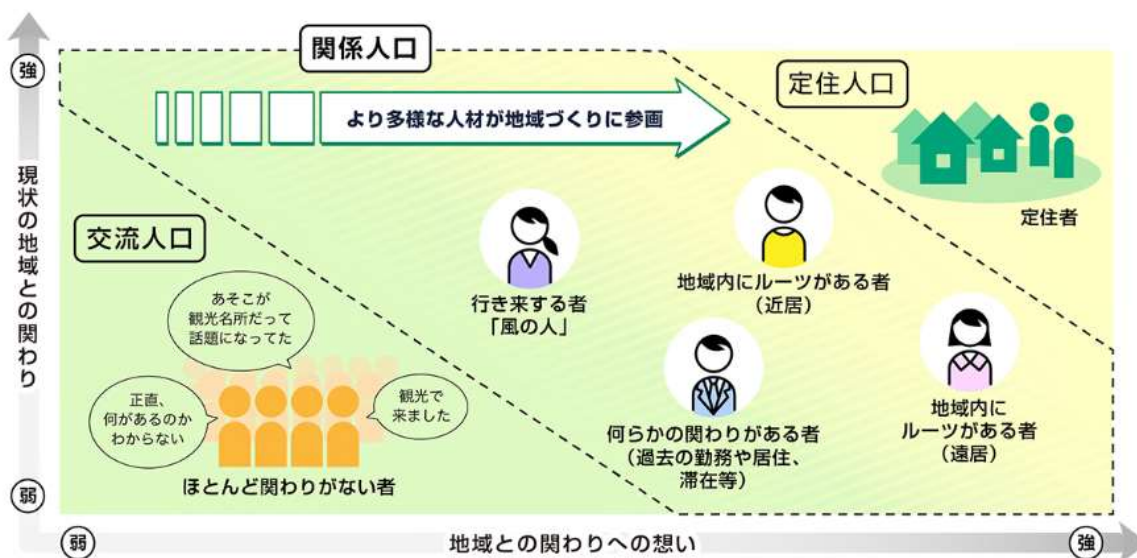 強
関係人口
より多様な人材が地域づくりに参画
定住人口
定住者
現状の地域との関わり
交流人口
あそこが
観光名所だって
話題になってた
正直、
何があるのか
わからない
観光で
来ました
ほとんど関わりがない者
行き来する者
「風の人」
地域内にルーツがある者
(近居)
何らかの関わりがある者
(過去の勤務や居住、
滞在等)
地域内に
ルーツがある者
(遠居)
弱
弱
地域との関わりへの想い
強